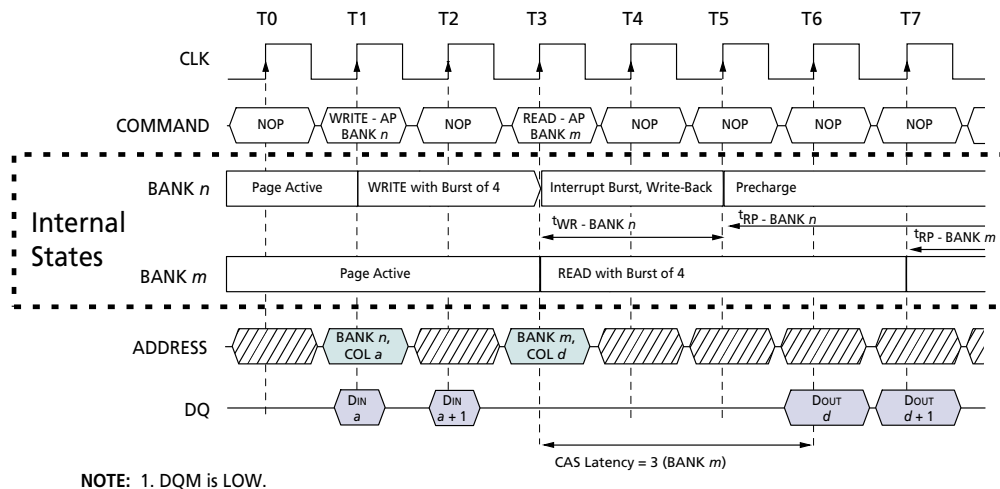 T0 T1 T2 T3 T4 T5 T6 T7
CLK
COMMAND NOP WRITE - AP BANK n NOP READ - AP BANK m NOP NOP NOP NOP
Internal States
BANK n Page Active WRITE with Burst of 4 Interrupt Burst, Write-Back Precharge
tWR - BANK n tRP - BANK n
tRP - BANK m
BANK m Page Active READ with Burst of 4
ADDRESS BANK n, COL a BANK m, COL d
DQ DIN a DIN a + 1 DOUT d DOUT d + 1
CAS Latency = 3 (BANK m)
NOTE: 1. DQM is LOW.